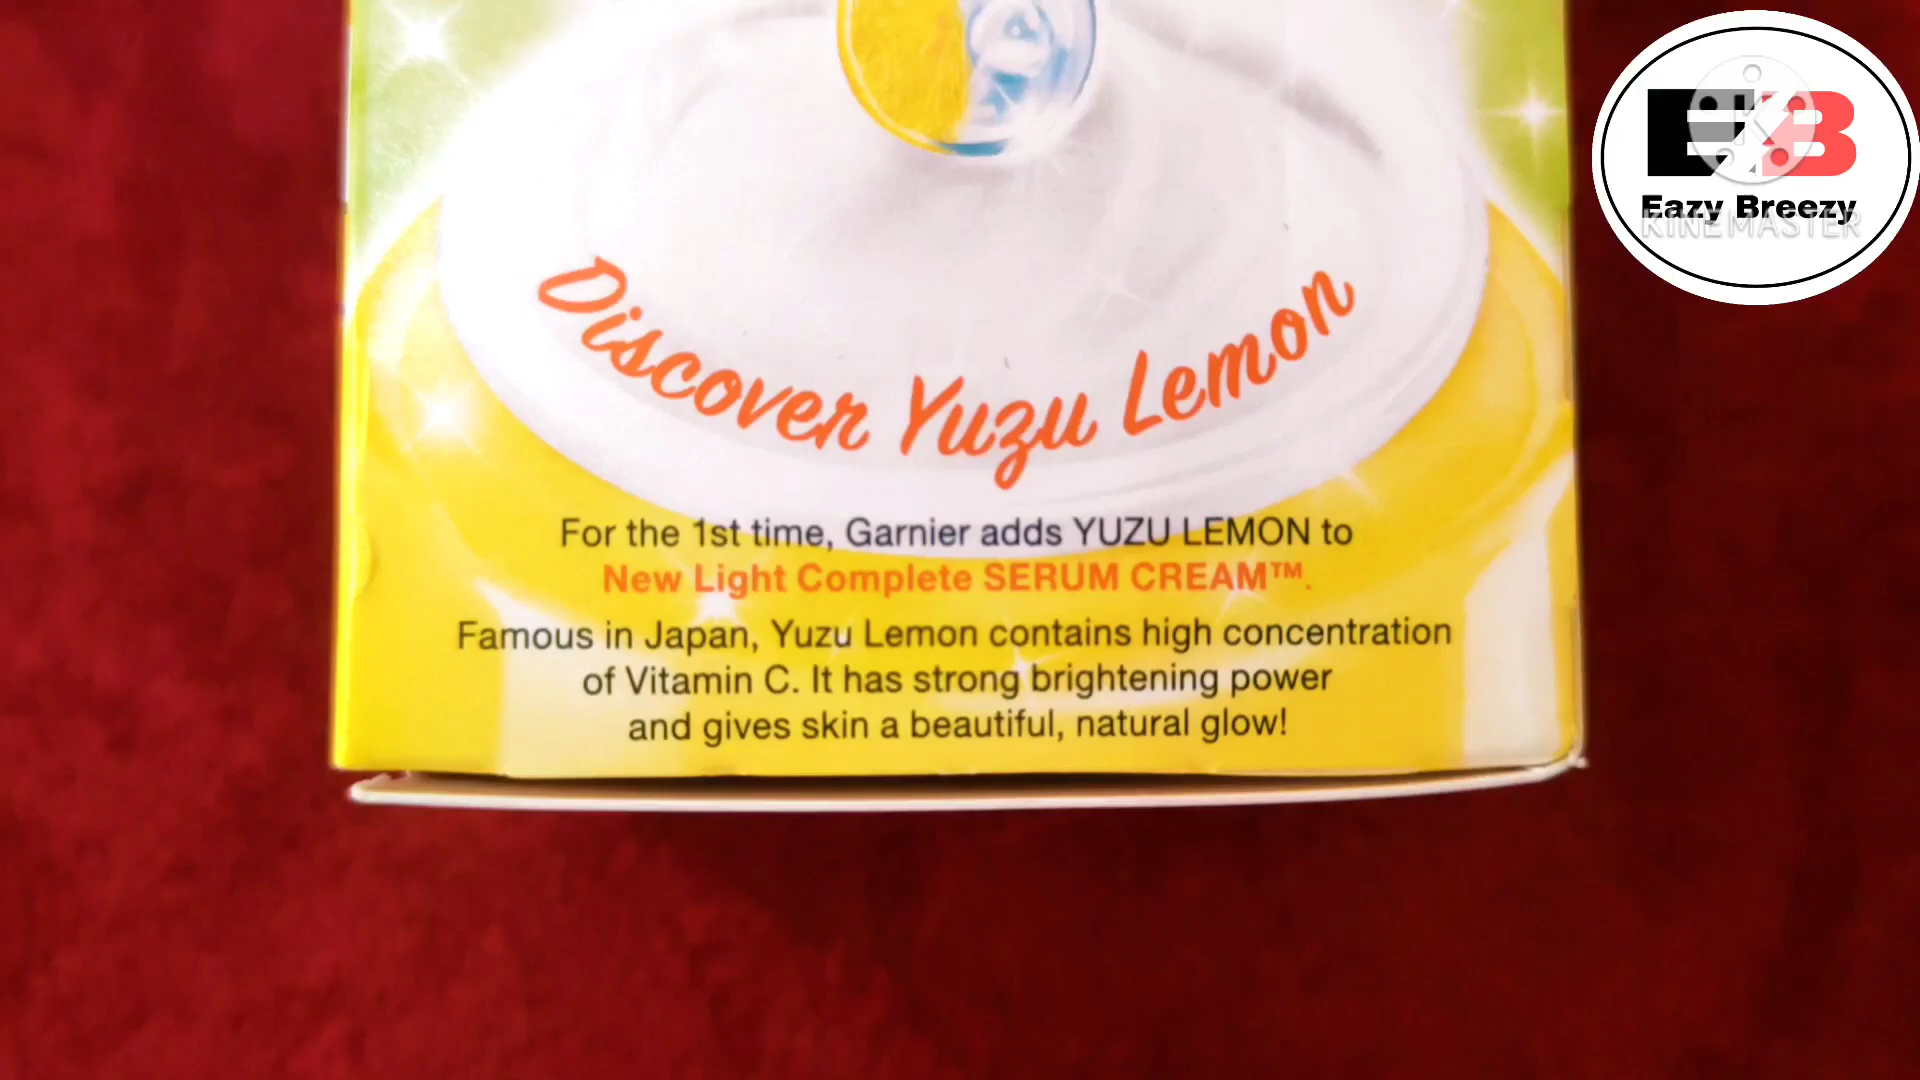 EB
Eazy Breezy
KINEMASTER
Discover Yuzu Lemon
For the 1st time, Garnier adds YUZU LEMON to
New Light Complete SERUM CREAM™.
Famous in Japan, Yuzu Lemon contains high concentration
of Vitamin C. It has strong brightening power
and gives skin a beautiful, natural glow!